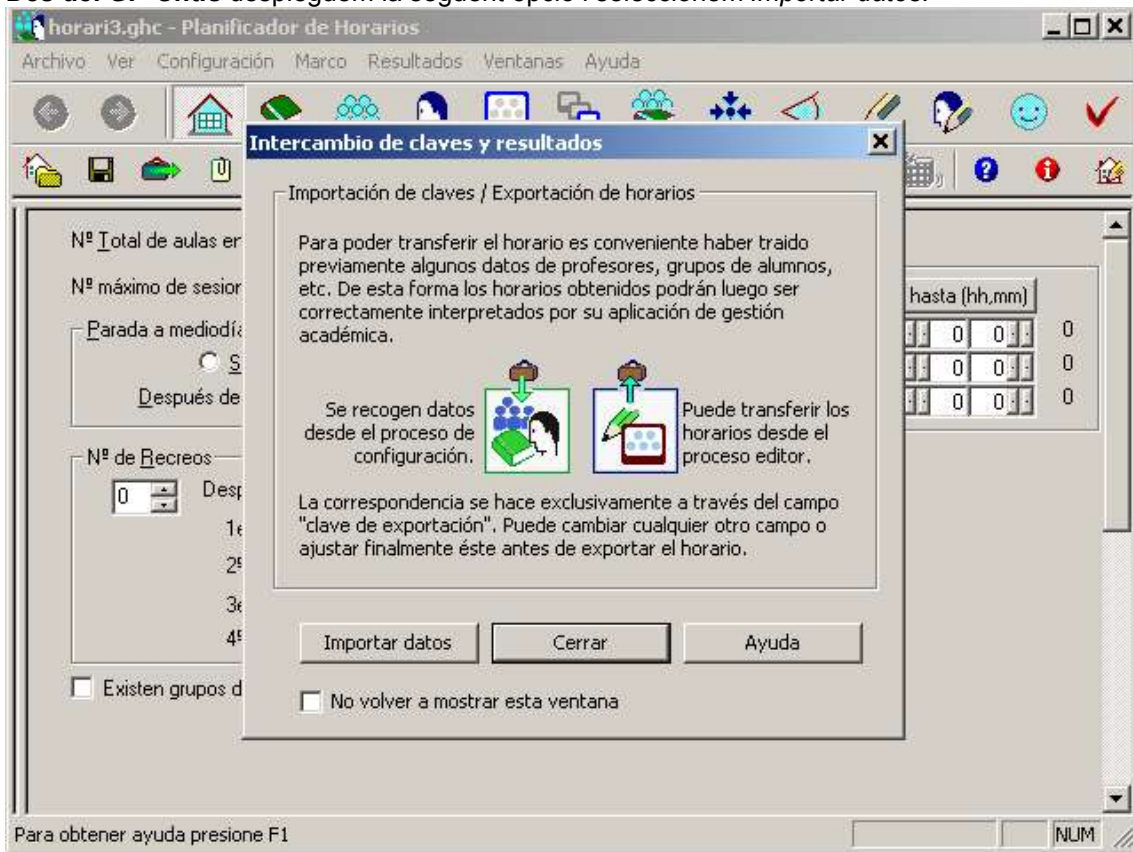 despleguem la següent opció i seleccionem Importar datos.
horari3.ghc - Planificador de Horarios
Archivo Ver Configuración Marco Resultados Ventanas Ayuda
Intercambio de claves y resultados
Importación de claves / Exportación de horarios
Nº Total de aulas en
Para poder transferir el horario es conveniente haber traido
previamente algunos datos de profesores, grupos de alumnos,
Nº máximo de sesion
etc. De esta forma los horarios obtenidos podrán luego ser
hasta (hh,mm)
correctamente interpretados por su aplicación de gestión
académica.
Parada a mediodía
0 0 0
S
0 0 0
Después de
0 0 0
Se recogen datos
desde el proceso de
configuración.
Puede transferir los
horarios desde el
proceso editor.
Nº de Recreos
0 Desp
La correspondencia se hace exclusivamente a través del campo
"clave de exportación". Puede cambiar cualquier otro campo o
ajustar finalmente éste antes de exportar el horario.
1e
2º
3e
4º
Importar datos Cerrar Ayuda
Existen grupos d
No volver a mostrar esta ventana
Para obtener ayuda presione F1
NUM